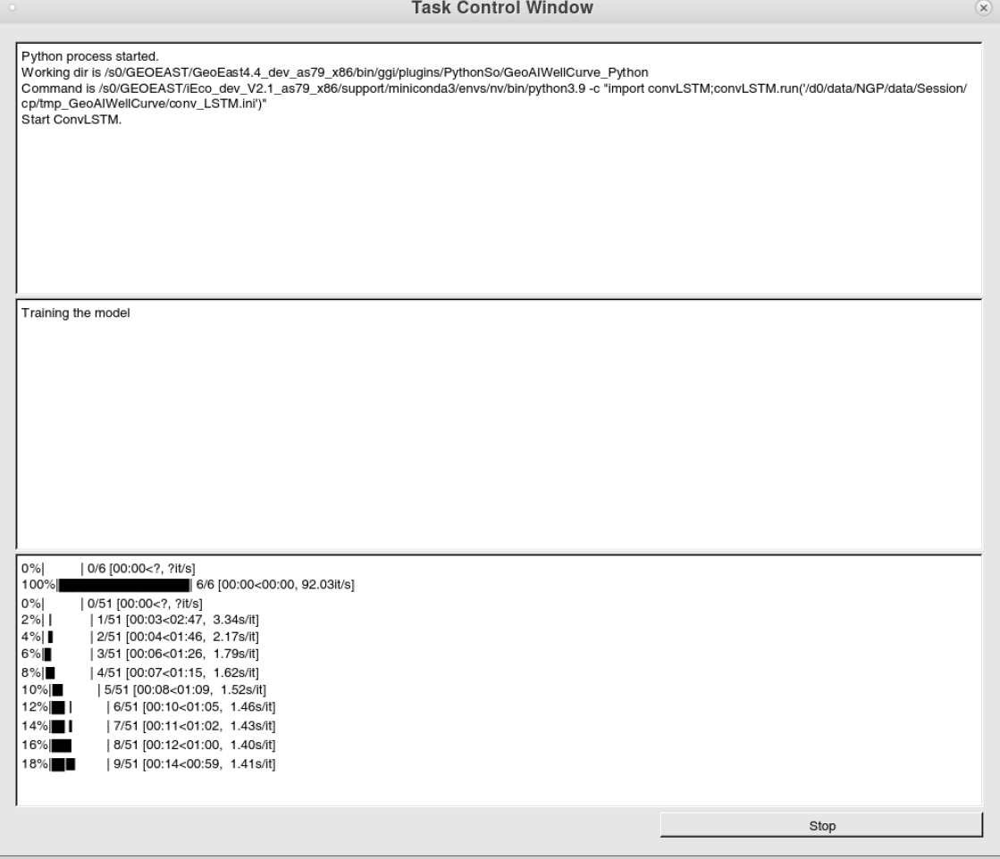 Task Control Window
Python process started.
Working dir is /s0/GEOEAST/GeoEast4.4_dev_as79_x86/bin/ggi/plugins/PythonSo/GeoAIWellCurve_Python
Command is /s0/GEOEAST/iEco_dev_V2.1_as79_x86/support/miniconda3/envs/nv/bin/python3.9 -c "import convLSTM;convLSTM.run('/d0/data/NGP/data/Session/
cp/tmp_GeoAIWellCurve/conv_LSTM.ini')"
Start ConvLSTM.
Training the model
0%|          | 0/6 [00:00<?, ?it/s]
100%|██████████| 6/6 [00:00<00:00, 92.03it/s]
0%|          | 0/51 [00:00<?, ?it/s]
2%|▏         | 1/51 [00:03<02:47,  3.34s/it]
4%|▍         | 2/51 [00:04<01:46,  2.17s/it]
6%|▌         | 3/51 [00:06<01:26,  1.79s/it]
8%|▊         | 4/51 [00:07<01:15,  1.62s/it]
10%|▉         | 5/51 [00:08<01:09,  1.52s/it]
12%|█▏        | 6/51 [00:10<01:05,  1.46s/it]
14%|█▎        | 7/51 [00:11<01:02,  1.43s/it]
16%|█▌        | 8/51 [00:12<01:00,  1.40s/it]
18%|█▊        | 9/51 [00:14<00:59,  1.41s/it]
Stop